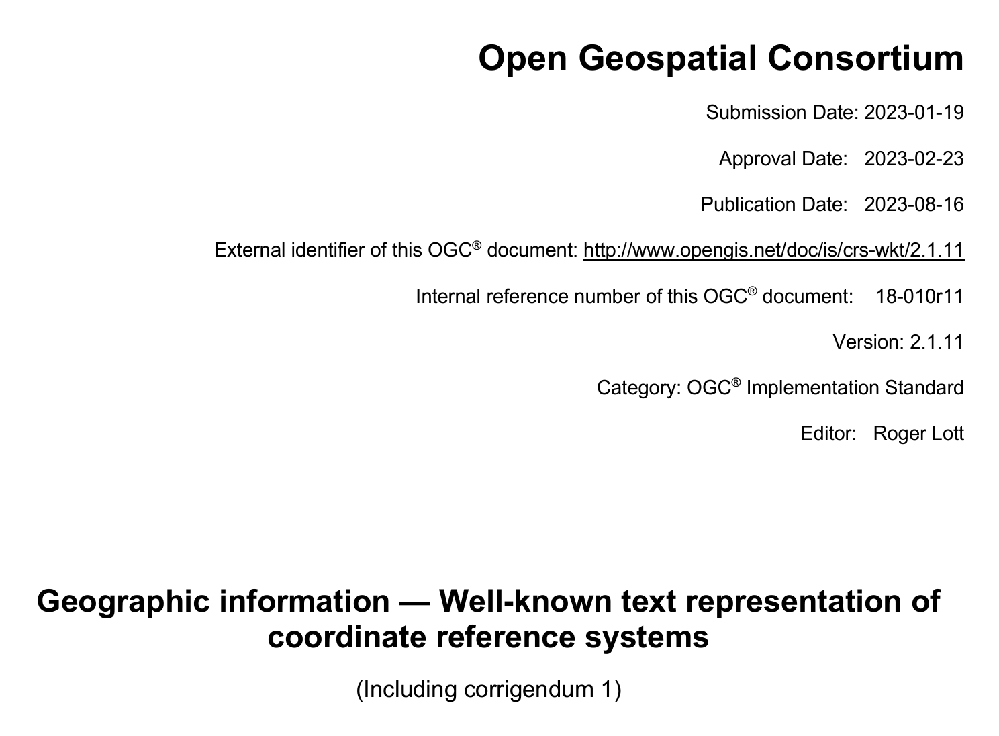 Open Geospatial Consortium
Submission Date: 2023-01-19
Approval Date: 2023-02-23
Publication Date: 2023-08-16
External identifier of this OGC® document: http://www.opengis.net/doc/is/crs-wkt/2.1.11
Internal reference number of this OGC® document: 18-010r11
Version: 2.1.11
Category: OGC® Implementation Standard
Editor: Roger Lott
Geographic information — Well-known text representation of
coordinate reference systems
(Including corrigendum 1)